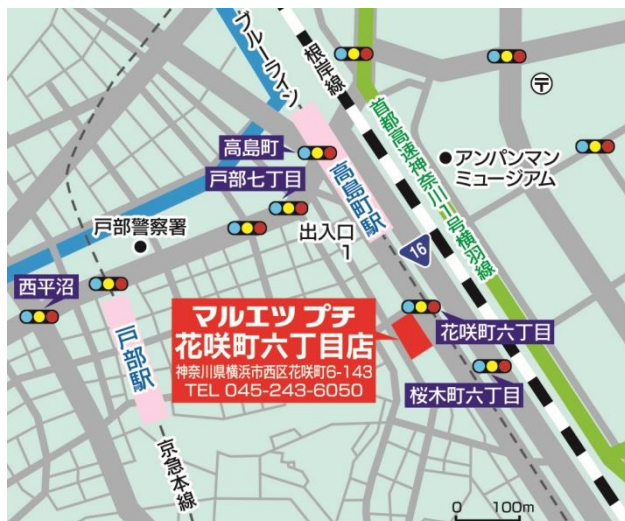 ブルーライン
根岸線
首都高速神奈川1号横羽線
〒
高島町
戸部七丁目
高島町駅
アンパンマン
ミュージアム
戸部警察署
出入口
1
16
西平沼
戸部駅
マルエツ プチ
花咲町六丁目店
神奈川県横浜市西区花咲町6-143
TEL 045-243-6050
花咲町六丁目
桜木町六丁目
京急本線
0 100m